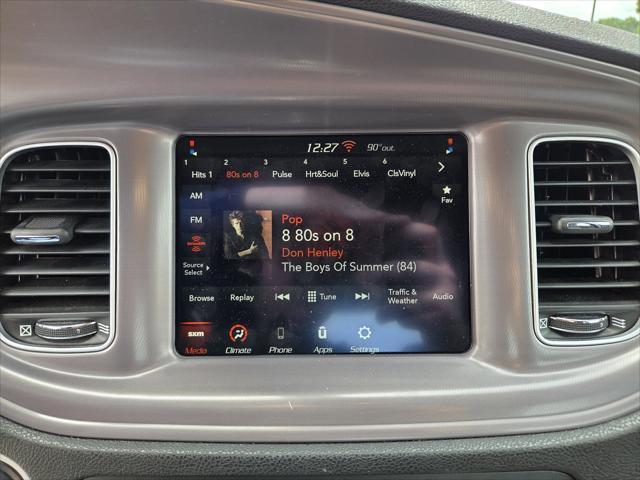 12:27 90° out.
1 2 3 4 5 6
Hits 1 80s on 8 Pulse Hrt&Soul Elvis ClsVinyl
AM
Fav
Pop
FM
8 80s on 8
Don Henley
Source Select
The Boys Of Summer (84)
Browse Replay Tune Traffic & Weather Audio
sxm
Media Climate Phone Apps Settings